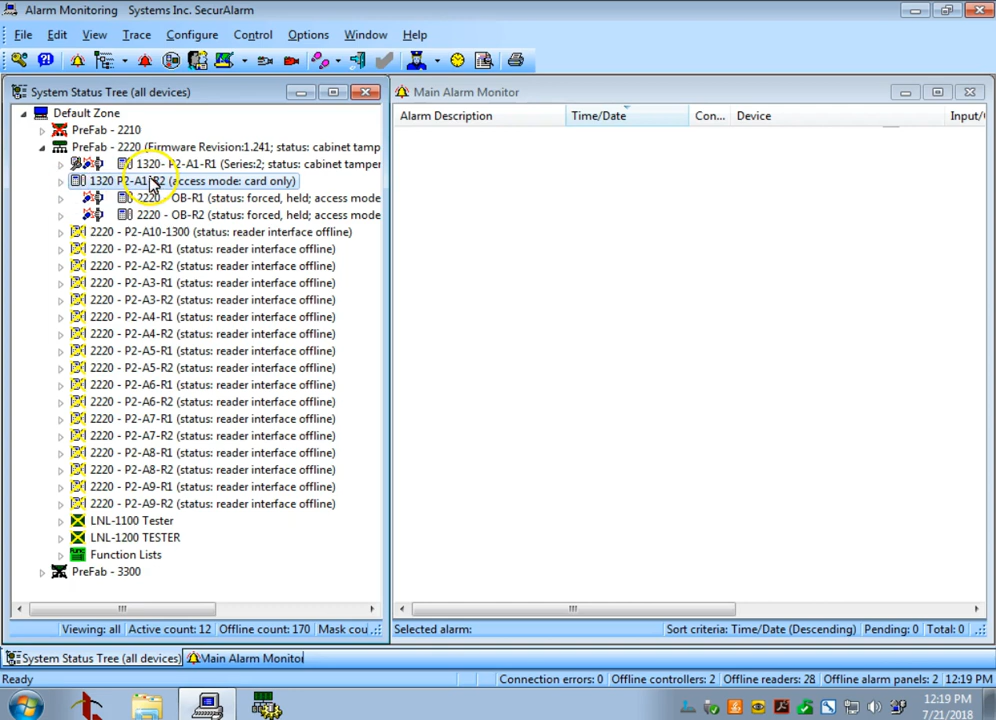 Alarm Monitoring    Systems Inc. SecurAlarm
File Edit View Trace Configure Control Options Window Help
System Status Tree (all devices)
Default Zone
PreFab - 2210
PreFab - 2220 (Firmware Revision:1.241; status: cabinet tamp
1320- P2-A1-R1 (Series:2; status: cabinet tamper
1320 P2-A1-R2 (access mode: card only)
2220 - OB-R1 (status: forced, held; access mode
2220 - OB-R2 (status: forced, held; access mode
2220 - P2-A10-1300 (status: reader interface offline)
2220 - P2-A2-R1 (status: reader interface offline)
2220 - P2-A2-R2 (status: reader interface offline)
2220 - P2-A3-R1 (status: reader interface offline)
2220 - P2-A3-R2 (status: reader interface offline)
2220 - P2-A4-R1 (status: reader interface offline)
2220 - P2-A4-R2 (status: reader interface offline)
2220 - P2-A5-R1 (status: reader interface offline)
2220 - P2-A5-R2 (status: reader interface offline)
2220 - P2-A6-R1 (status: reader interface offline)
2220 - P2-A6-R2 (status: reader interface offline)
2220 - P2-A7-R1 (status: reader interface offline)
2220 - P2-A7-R2 (status: reader interface offline)
2220 - P2-A8-R1 (status: reader interface offline)
2220 - P2-A8-R2 (status: reader interface offline)
2220 - P2-A9-R1 (status: reader interface offline)
2220 - P2-A9-R2 (status: reader interface offline)
LNL-1100 Tester
LNL-1200 TESTER
func Function Lists
PreFab - 3300
Viewing: all Active count: 12 Offline count: 170 Mask cou
Main Alarm Monitor
Alarm Description Time/Date Con... Device Input/
Selected alarm: Sort criteria: Time/Date (Descending) Pending: 0 Total: 0
System Status Tree (all devices) Main Alarm Monitor
Ready Connection errors: 0 Offline controllers: 2 Offline readers: 28 Offline alarm panels: 2 12:19 PM
12:19 PM
7/21/2018